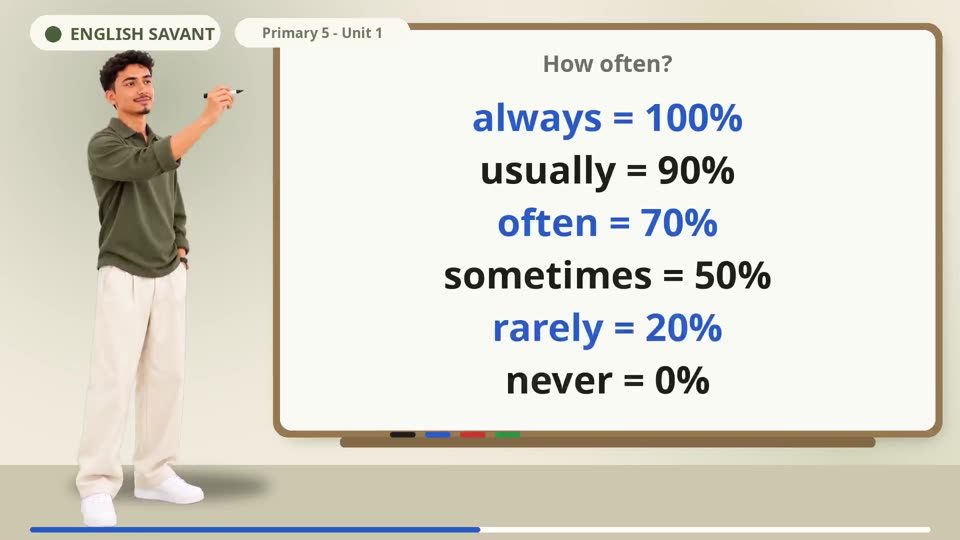 ENGLISH SAVANT
Primary 5 - Unit 1
How often?
always = 100%
usually = 90%
often = 70%
sometimes = 50%
rarely = 20%
never = 0%